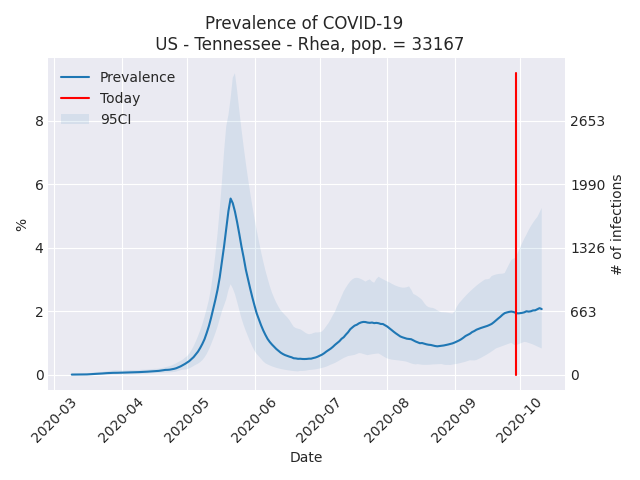 Prevalence of COVID-19
US - Tennessee - Rhea, pop. = 33167
Prevalence
Today
95CI
%
8
6
4
2
0
2653
1990
1326
663
0
# of infections
2020-03
2020-04
2020-05
2020-06
2020-07
2020-08
2020-09
2020-10
Date